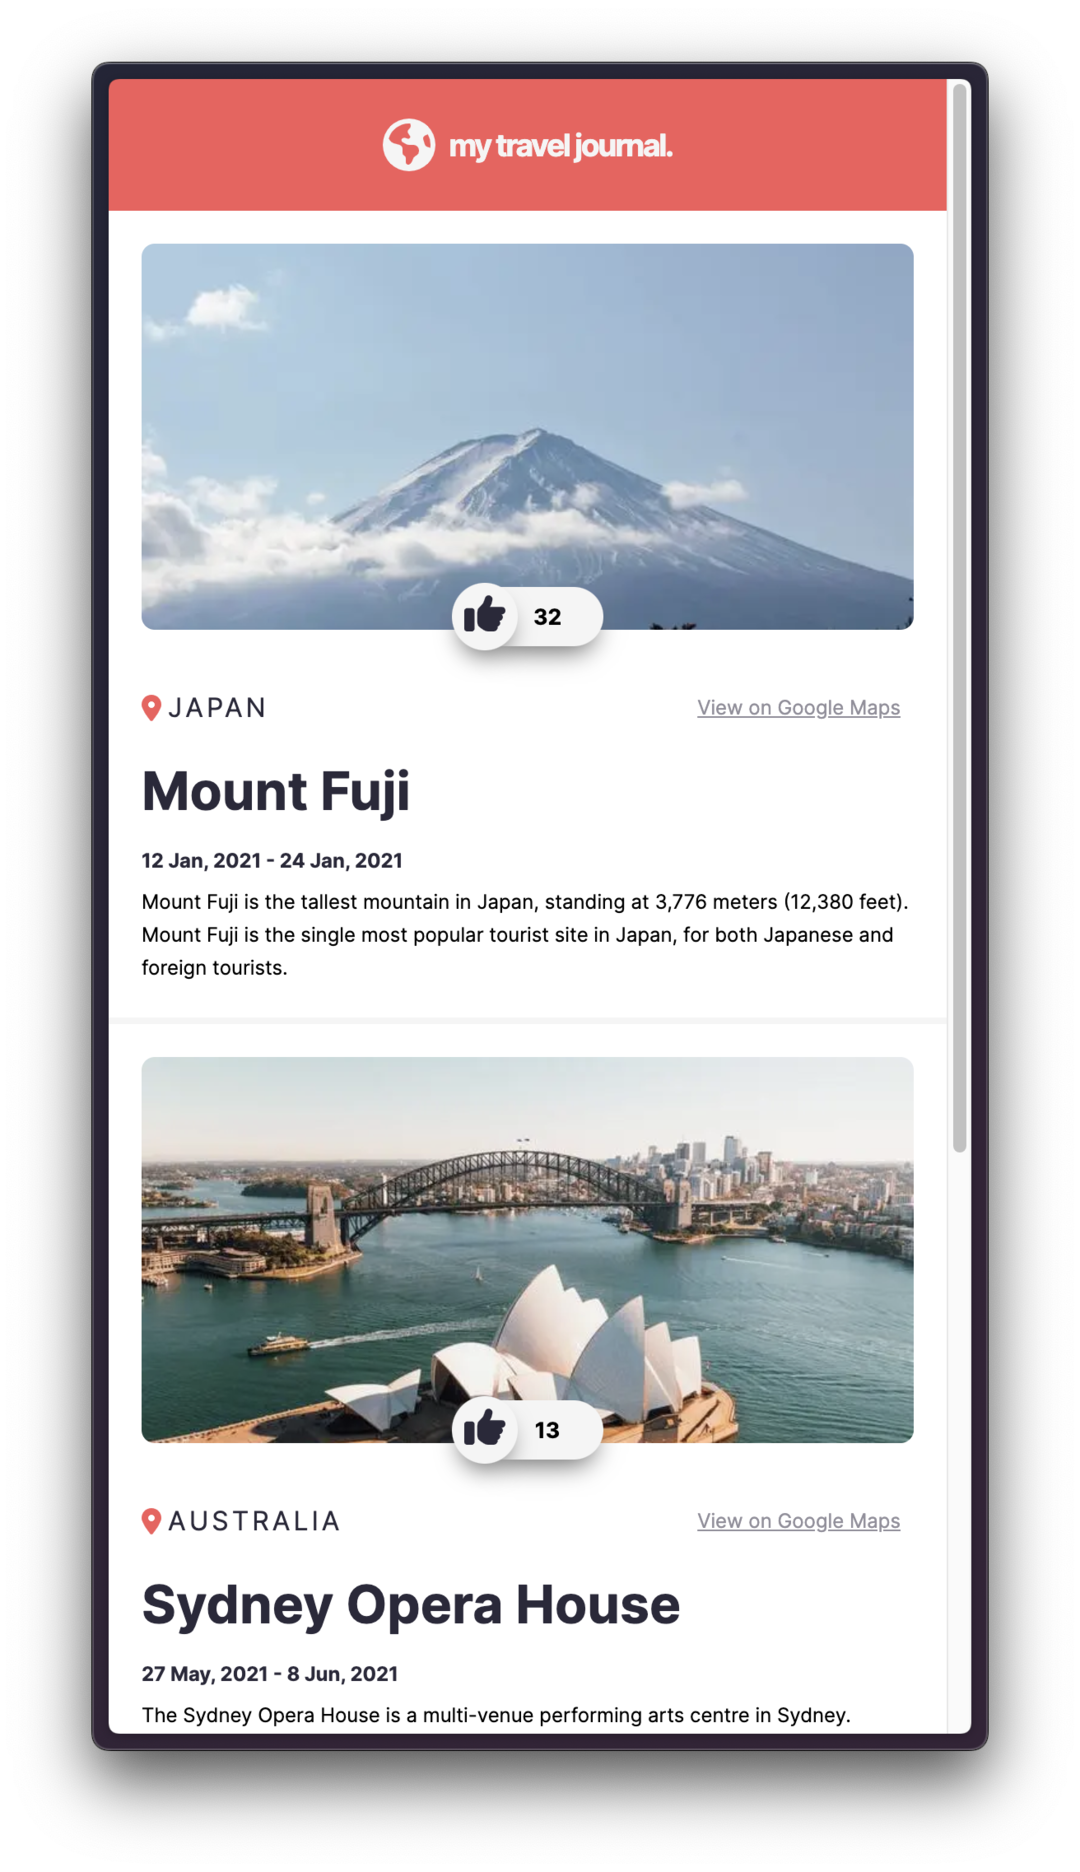 my travel journal.
32
JAPAN
View on Google Maps
Mount Fuji
12 Jan, 2021 - 24 Jan, 2021
Mount Fuji is the tallest mountain in Japan, standing at 3,776 meters (12,380 feet).
Mount Fuji is the single most popular tourist site in Japan, for both Japanese and
foreign tourists.
13
AUSTRALIA
View on Google Maps
Sydney Opera House
27 May, 2021 - 8 Jun, 2021
The Sydney Opera House is a multi-venue performing arts centre in Sydney.